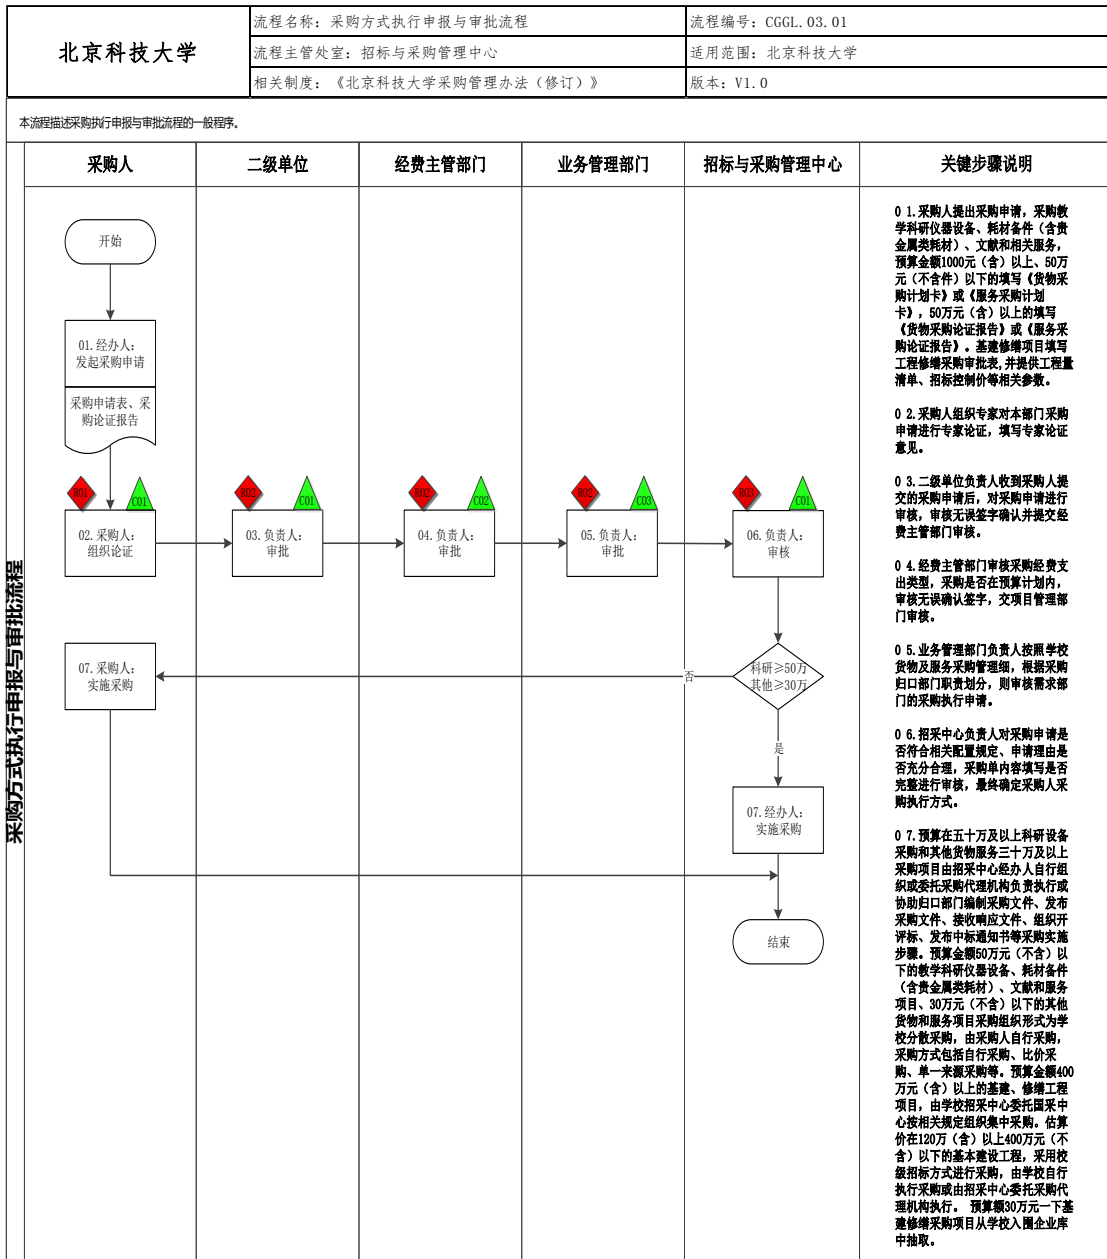 北京科技大学
流程名称：采购方式执行申报与审批流程
流程编号：CGGL.03.01
流程主管处室：招标与采购管理中心
适用范围：北京科技大学
相关制度：《北京科技大学采购管理办法（修订）》
版本：V1.0
本流程描述采购执行申报与审批流程的一般程序。
采购方式执行申报与审批流程
采购人
二级单位
经费主管部门
业务管理部门
招标与采购管理中心
关键步骤说明
开始
01.经办人：
发起采购申请
采购申请表、采
购论证报告
R01
C01
02.采购人：
组织论证
R02
C01
03.负责人：
审批
R02
C02
04.负责人：
审批
R02
C03
05.负责人：
审批
R03
C01
06.负责人：
审核
科研≥50万
其他≥30万
否
07.采购人：
实施采购
是
07.经办人：
实施采购
结束
0 1.采购人提出采购申请，采购教
学科研仪器设备、耗材备件（含贵
金属类耗材）、文献和相关服务，
预算金额1000元（含）以上、50万
元（不含件）以下的填写《货物采
购计划卡》或《服务采购计划
卡》，50万元（含）以上的填写
《货物采购论证报告》或《服务采
购论证报告》。基建修缮项目填写
工程修缮采购审批表,并提供工程量
清单、招标控制价等相关参数。
0 2.采购人组织专家对本部门采购
申请进行专家论证，填写专家论证
意见。
0 3.二级单位负责人收到采购人提
交的采购申请后，对采购申请进行
审核，审核无误签字确认并提交经
费主管部门审核。
0 4.经费主管部门审核采购经费支
出类型，采购是否在预算计划内，
审核无误确认签字，交项目管理部
门审核。
0 5.业务管理部门负责人按照学校
货物及服务采购管理细，根据采购
归口部门职责划分，则审核需求部
门的采购执行申请。
0 6.招采中心负责人对采购申请是
否符合相关配置规定、申请理由是
否充分合理，采购单内容填写是否
完整进行审核，最终确定采购人采
购执行方式。
0 7.预算在五十万及以上科研设备
采购和其他货物服务三十万及以上
采购项目由招采中心经办人自行组
织或委托采购代理机构负责执行或
协助归口部门编制采购文件、发布
采购文件、接收响应文件、组织开
评标、发布中标通知书等采购实施
步骤。预算金额50万元（不含）以
下的教学科研仪器设备、耗材备件
（含贵金属类耗材）、文献和服务
项目、30万元（不含）以下的其他
货物和服务项目采购组织形式为学
校分散采购，由采购人自行采购，
采购方式包括自行采购、比价采
购、单一来源采购等。预算金额400
万元（含）以上的基建、修缮工程
项目，由学校招采中心委托国采中
心按相关规定组织集中采购。估算
价在120万（含）以上400万元（不
含）以下的基本建设工程，采用校
级招标方式进行采购，由学校自行
执行采购或由招采中心委托采购代
理机构执行。 预算额30万元一下基
建修缮采购项目从学校入围企业库
中抽取。